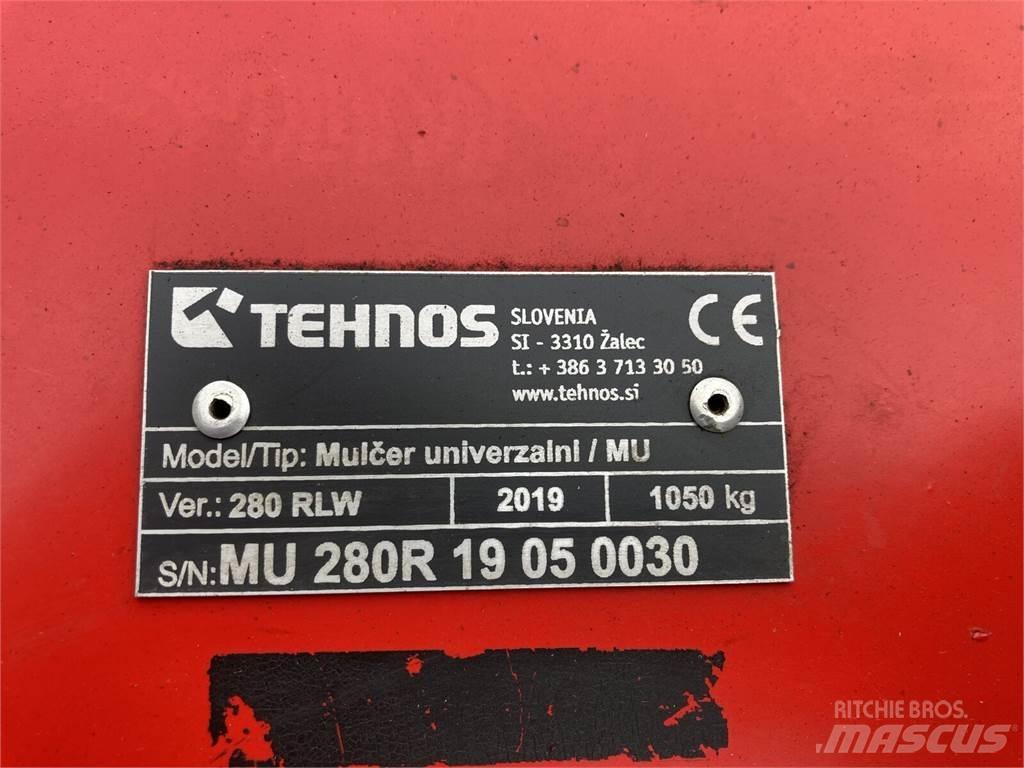 TEHNOS
SLOVENIA
SI - 3310 Žalec
t.: + 386 3 713 30 50
www.tehnos.si
CE
Model/Tip: Mulčer univerzalni / MU
Ver.: 280 RLW 2019 1050 kg
S/N: MU 280R 19 05 0030
RITCHIE BROS.
MASCUS